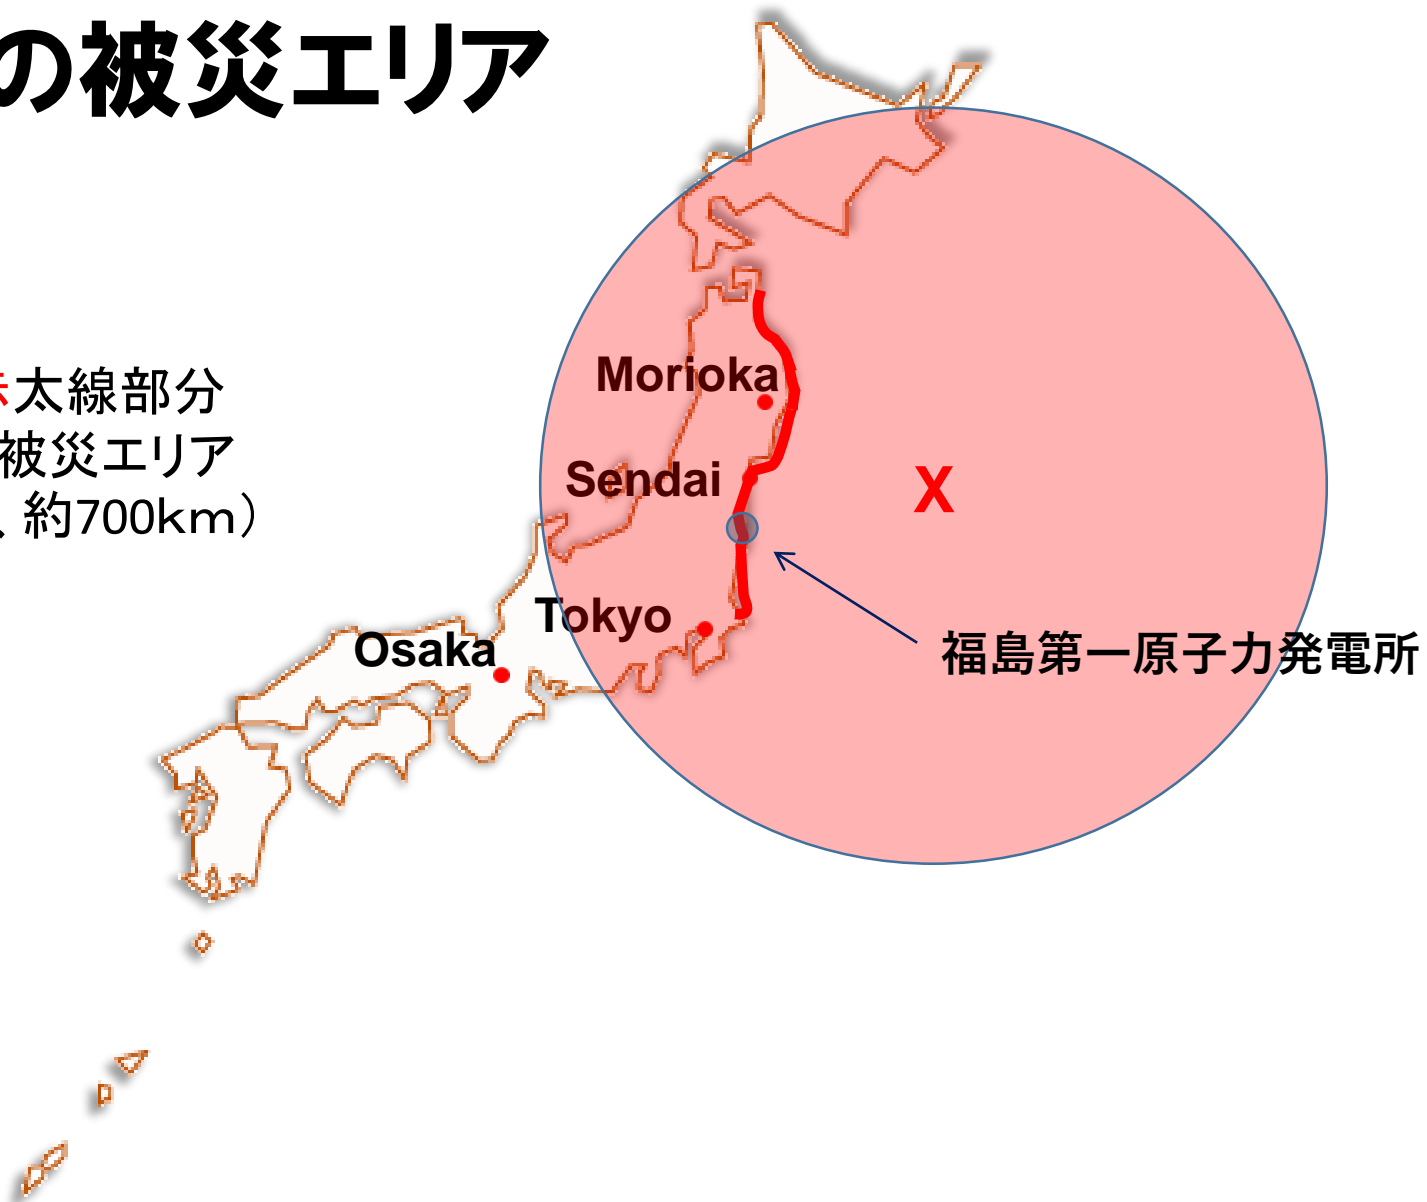 の被災エリア
赤太線部分
被災エリア
、約700km）
Morioka
Sendai
X
Tokyo
Osaka
福島第一原子力発電所